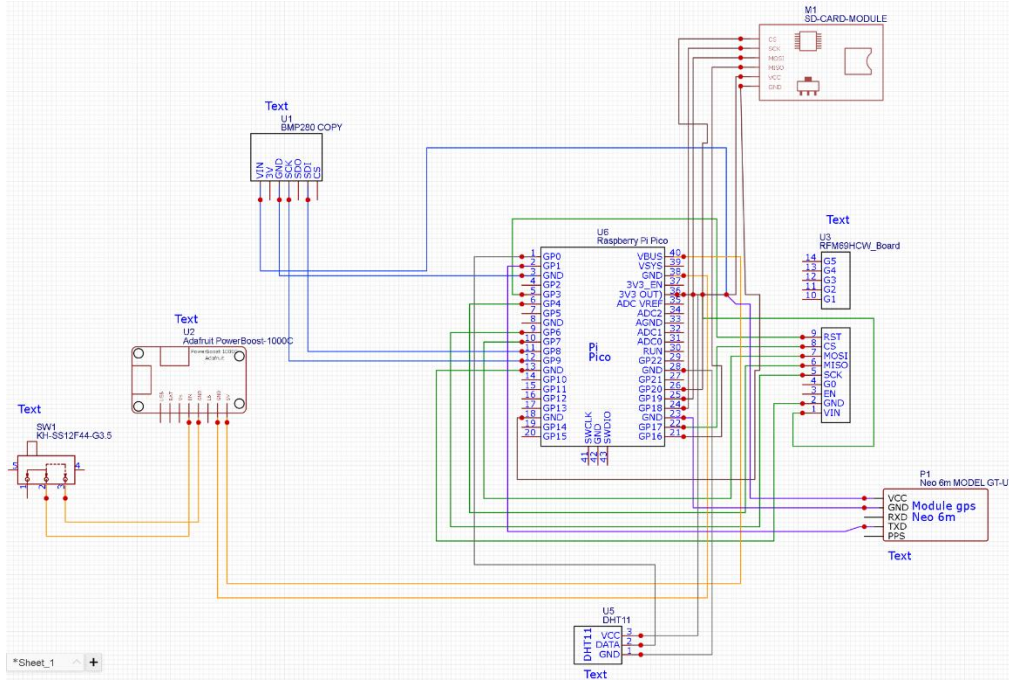 M1
SD-CARD-MODULE
CS
SCK
MOSI
MISO
VCC
GND
Text
U1
BMP280 COPY
VIN
3V
GND
SCK
SDO
SDI
CS
U6
Raspberry Pi Pico
1 GP0
2 GP1
3 GND
4 GP2
5 GP3
6 GP4
7 GP5
8 GND
9 GP6
10 GP7
11 GP8
12 GP9
13 GND
14 GP10
15 GP11
16 GP12
17 GP13
18 GND
19 GP14
20 GP15
VBUS 40
VSYS 39
GND 38
3V3_EN 37
3V3 OUT) 36
ADC VREF 35
ADC2 34
AGND 33
ADC1 32
ADC0 31
RUN 30
GP22 29
GND 28
GP21 27
GP20 26
GP19 25
GP18 24
GND 23
GP17 22
GP16 21
Pi
Pico
SWCLK
GND
SWDIO
41
42
43
Text
U3
RFM69HCW_Board
14 G5
13 G4
12 G3
11 G2
10 G1
9 RST
8 CS
7 MOSI
6 MISO
5 SCK
4 G0
3 EN
2 GND
1 VIN
Text
U2
Adafruit PowerBoost-1000C
PowerBoost 1000C
Adafruit
Text
SW1
KH-SS12F44-G3.5
5
4
1
2
3
P1
Neo 6m MODEL GT-U
VCC
GND
RXD
TXD
PPS
Module gps
Neo 6m
Text
U5
DHT11
DHT11
VCC 3
DATA 2
GND 1
Text
*Sheet_1